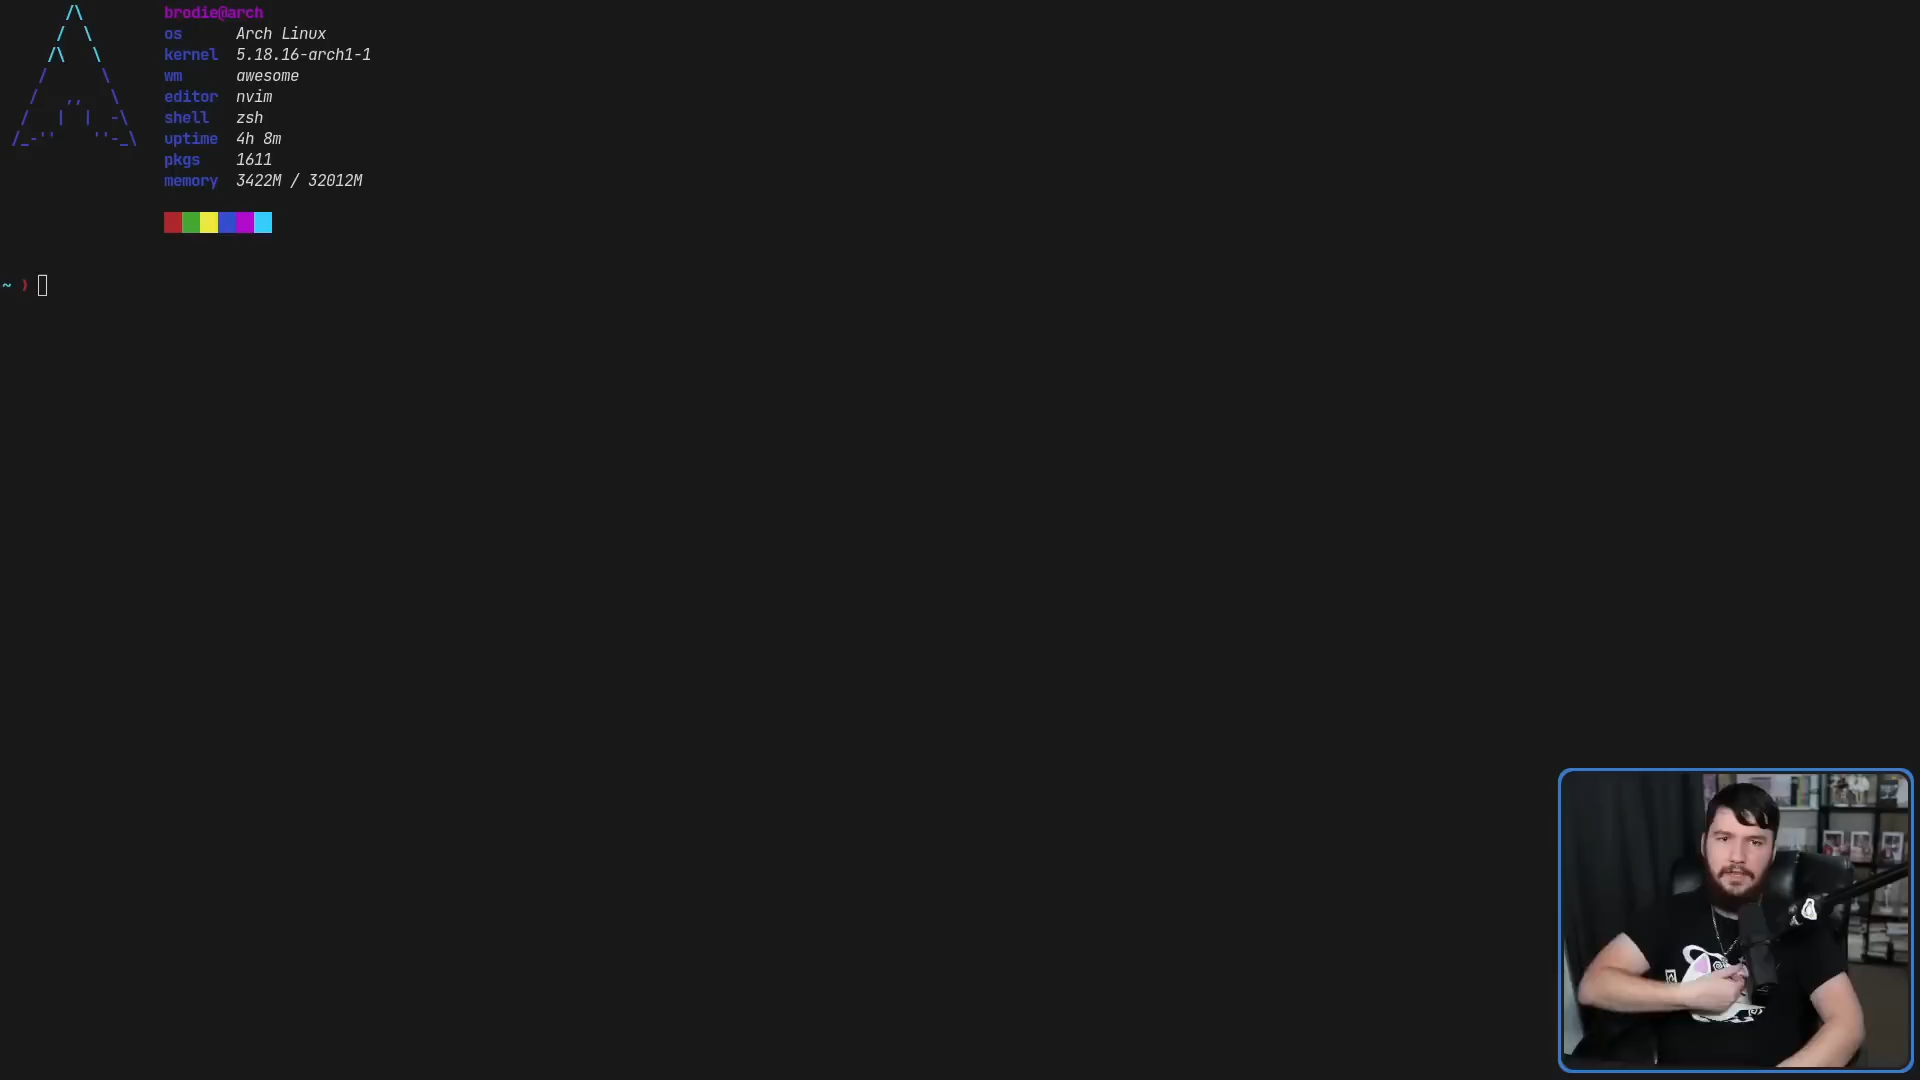 brodie@arch
os Arch Linux
kernel 5.18.16-arch1-1
wm awesome
editor nvim
shell zsh
uptime 4h 8m
pkgs 1611
memory 3422M / 32012M
~ ❩